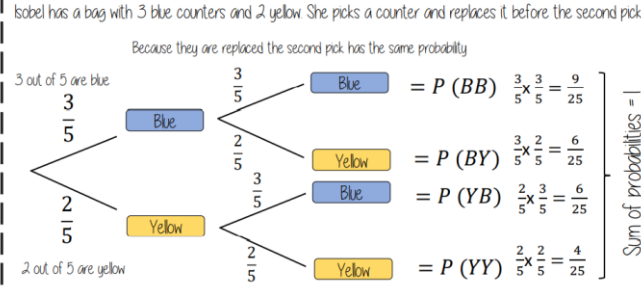 Isobel has a bag with 3 blue counters and 2 yellow. She picks a counter and replaces it before the second pick
Because they are replaced the second pick has the same probability
3 out of 5 are blue
3/5
Blue
3/5
Blue
= P (BB) 3/5 x 3/5 = 9/25
2/5
Yellow
= P (BY) 3/5 x 2/5 = 6/25
2/5
Yellow
3/5
Blue
= P (YB) 2/5 x 3/5 = 6/25
2/5
Yellow
= P (YY) 2/5 x 2/5 = 4/25
2 out of 5 are yellow
Sum of probabilities = 1